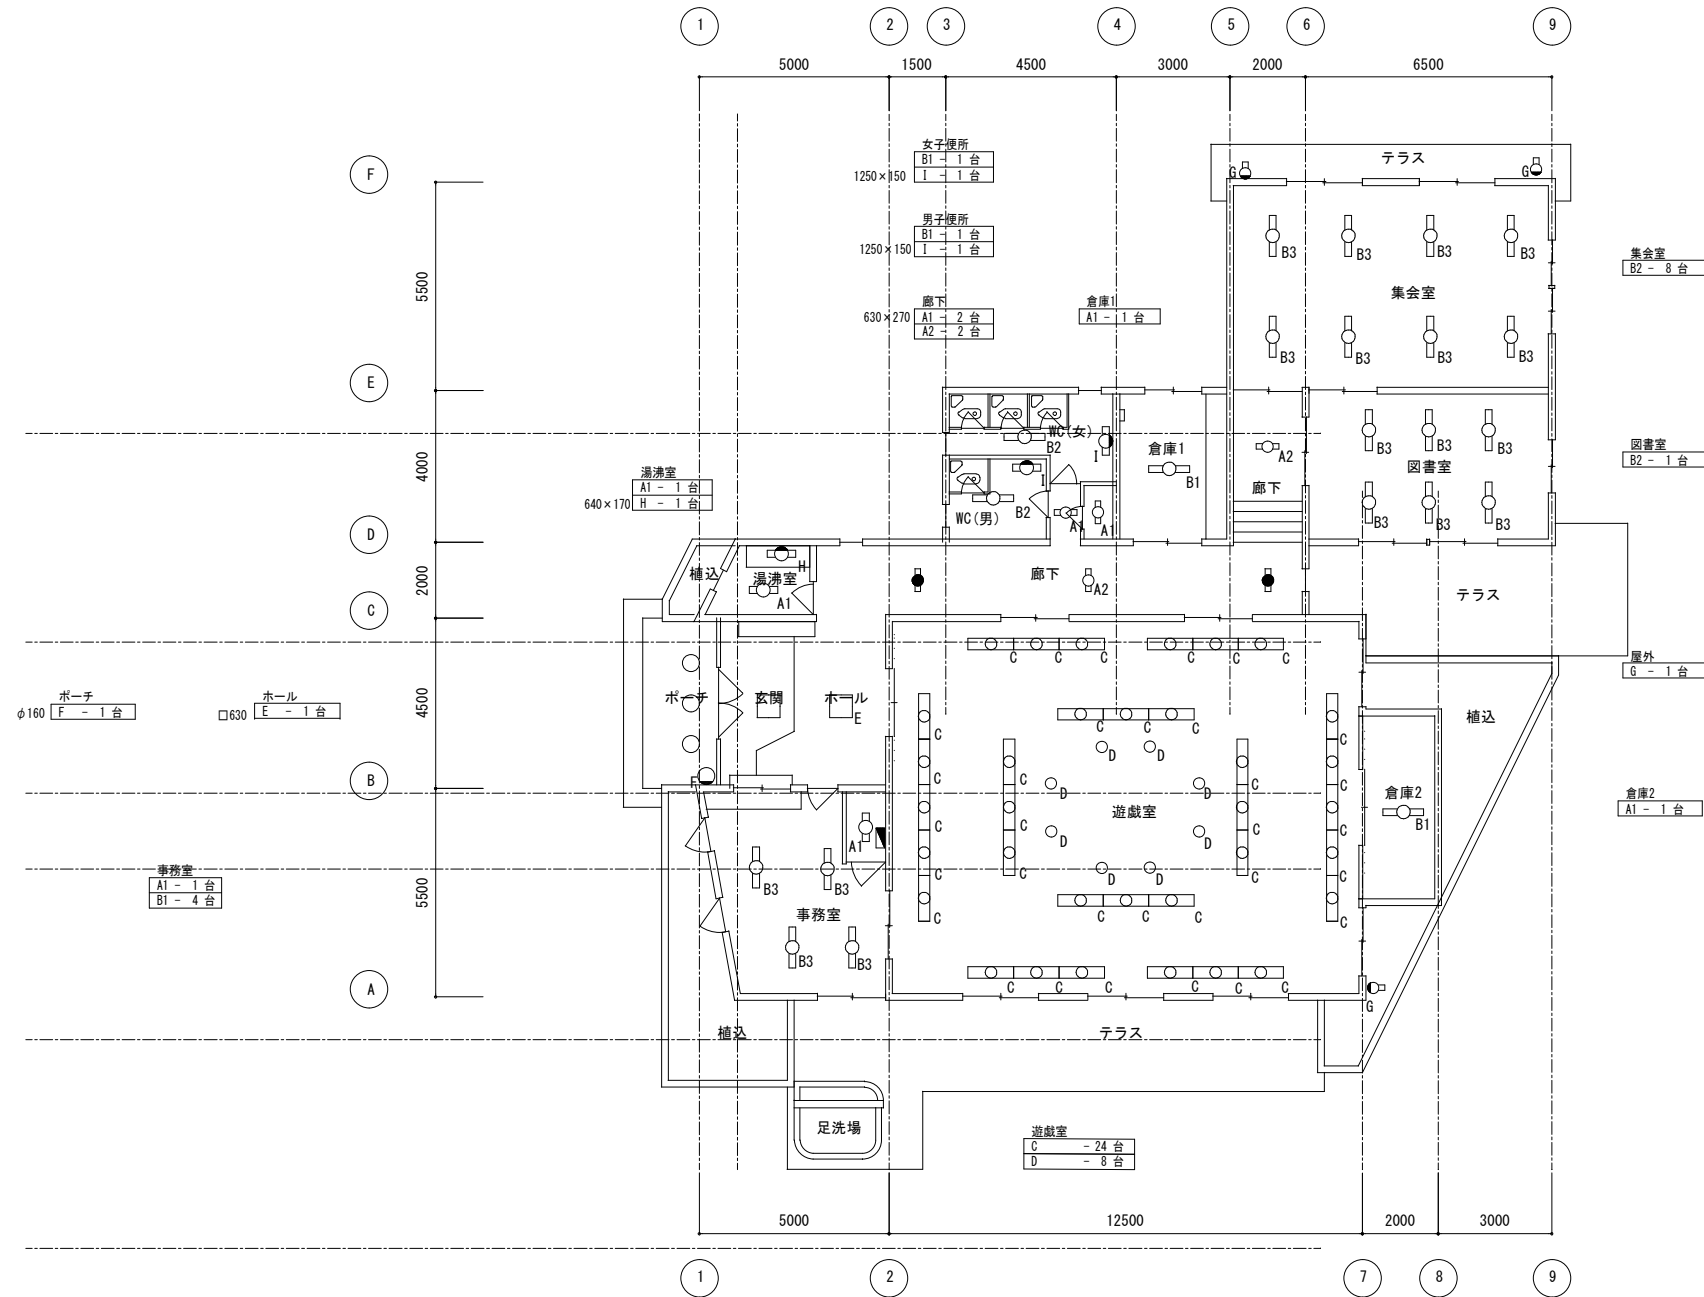 1 2 3 4 5 6 9
5000 1500 4500 3000 2000 6500
女子便所
B1 - 1 台
1250×150 I - 1 台
テラス
F
G G
男子便所
B1 - 1 台
1250×150 I - 1 台
B3 B3 B3 B3
集会室
B2 - 8 台
5500
集会室
廊下
630×270 A1 - 2 台
A2 - 2 台
倉庫1
A1 - 1 台
B3 B3 B3 B3
E
WC(女)
B2
I
倉庫1
B1
A2
廊下
B3 B3 B3
図書室
図書室
B2 - 1 台
4000
湯沸室
A1 - 1 台
640×170 H - 1 台
I
B2
WC(男)
A1 A1
B3 B3 B3
D
植込
湯沸室
H
A1
廊下
A2
テラス
2000
C
C C C C C C
屋外
G - 1 台
ポーチ
φ160 F - 1 台
ホール
□630 E - 1 台
4500
ポーチ 玄関 ホール
E
植込
C C C C C
D D
C C C C
B
F
D D
遊戯室
倉庫2
B1
倉庫2
A1 - 1 台
C C C C
A1
D D
C C C C
B3 B3
D D
事務室
A1 - 1 台
B1 - 4 台
5500
事務室
C C C C C
B3 B3
A
C C C C C C
G
植込
テラス
足洗場
遊戯室
C - 24 台
D - 8 台
5000 12500 2000 3000
1 2 7 8 9